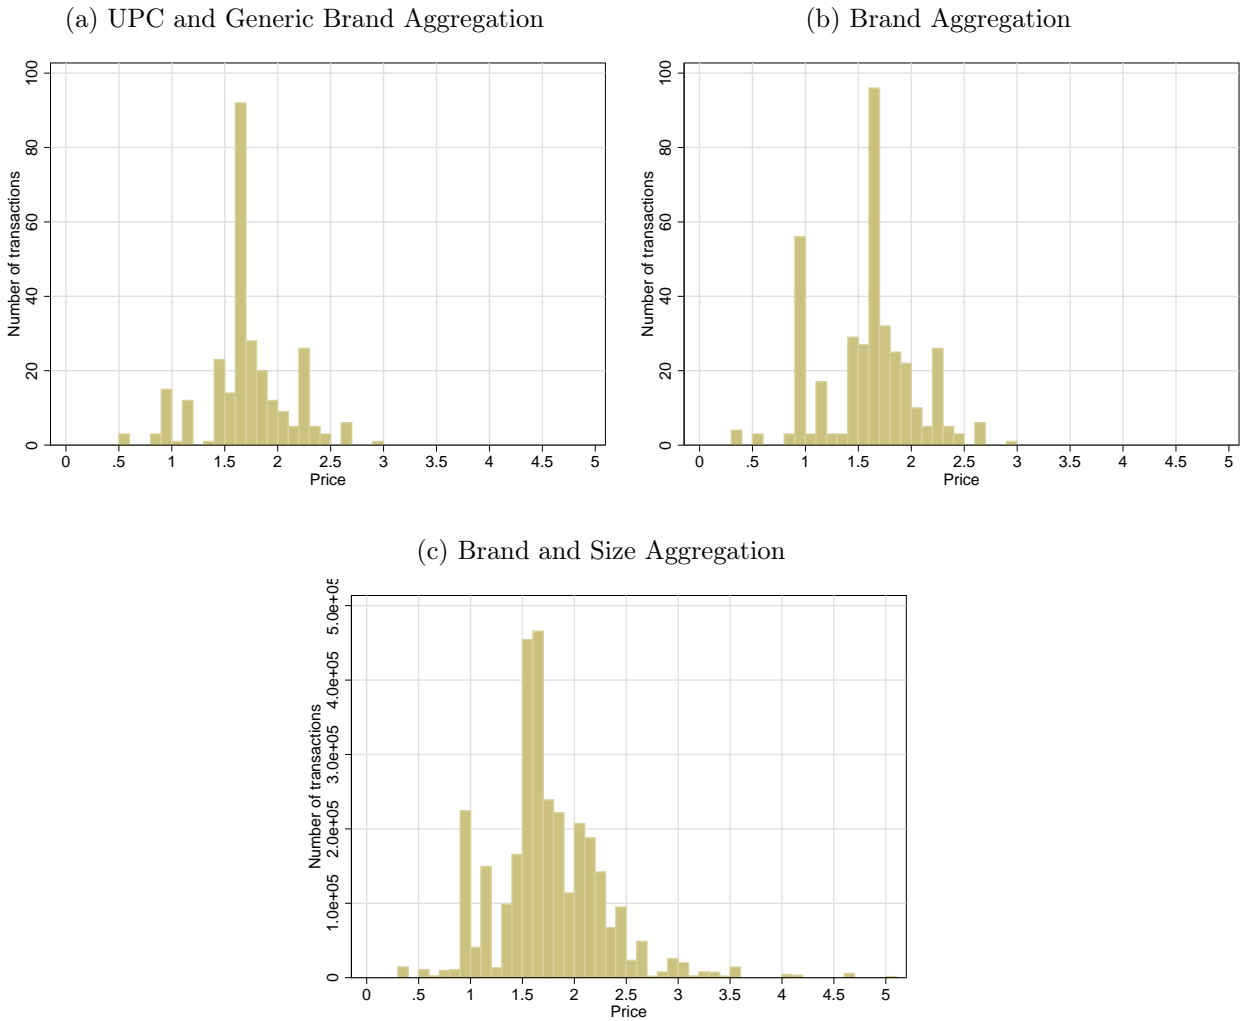 (a) UPC and Generic Brand Aggregation
Number of transactions
100
80
60
40
20
0
0 .5 1 1.5 2 2.5 3 3.5 4 4.5 5
Price
(b) Brand Aggregation
Number of transactions
100
80
60
40
20
0
0 .5 1 1.5 2 2.5 3 3.5 4 4.5 5
Price
(c) Brand and Size Aggregation
Number of transactions
5.0e+05
4.0e+05
3.0e+05
2.0e+05
1.0e+05
0
0 .5 1 1.5 2 2.5 3 3.5 4 4.5 5
Price